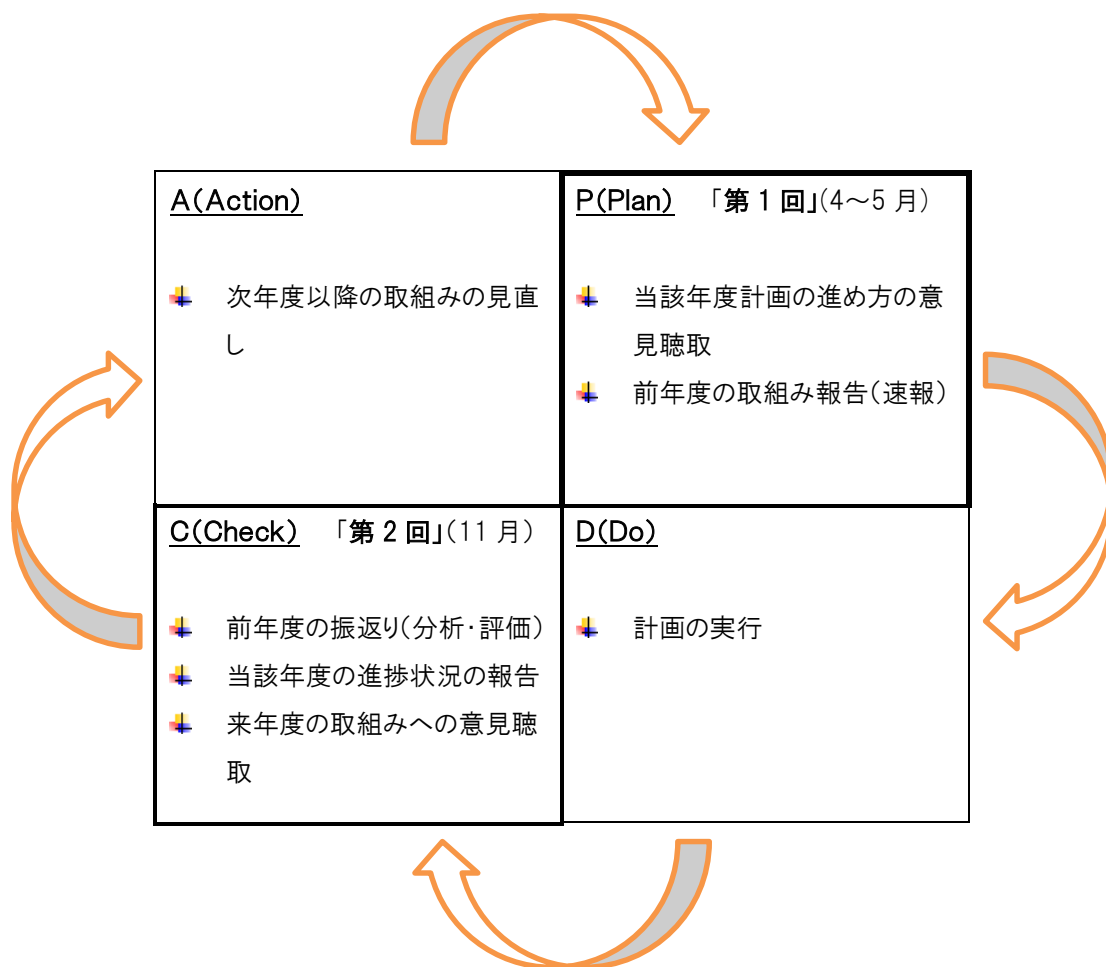 A(Action)
次年度以降の取組みの見直
し
P(Plan) 「第1回」(4～5月)
当該年度計画の進め方の意
見聴取
前年度の取組み報告(速報)
C(Check) 「第2回」(11月)
前年度の振返り(分析・評価)
当該年度の進捗状況の報告
来年度の取組みへの意見聴
取
D(Do)
計画の実行